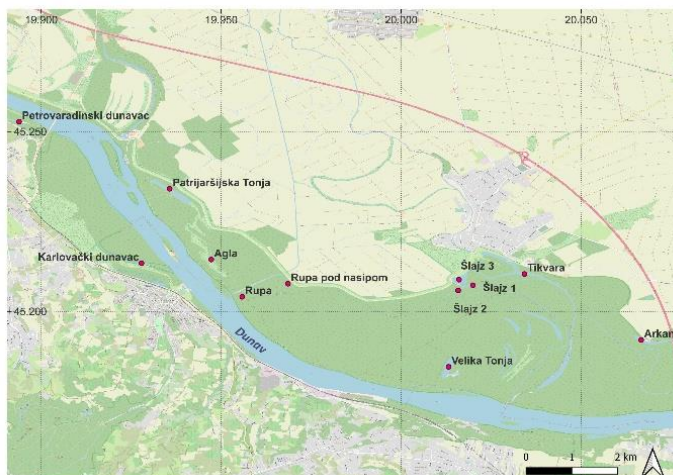 19.900 19.950 20.000 20.050
Petrovaradinski dunavac
45.250
Patrijaršijska Tonja
Karlovački dunavac
Agla
Rupa pod nasipom
Rupa
Šlajz 3
Tikvara
Šlajz 1
Šlajz 2
45.200
Dunav
Arkan
Velika Tonja
0 1 2 km